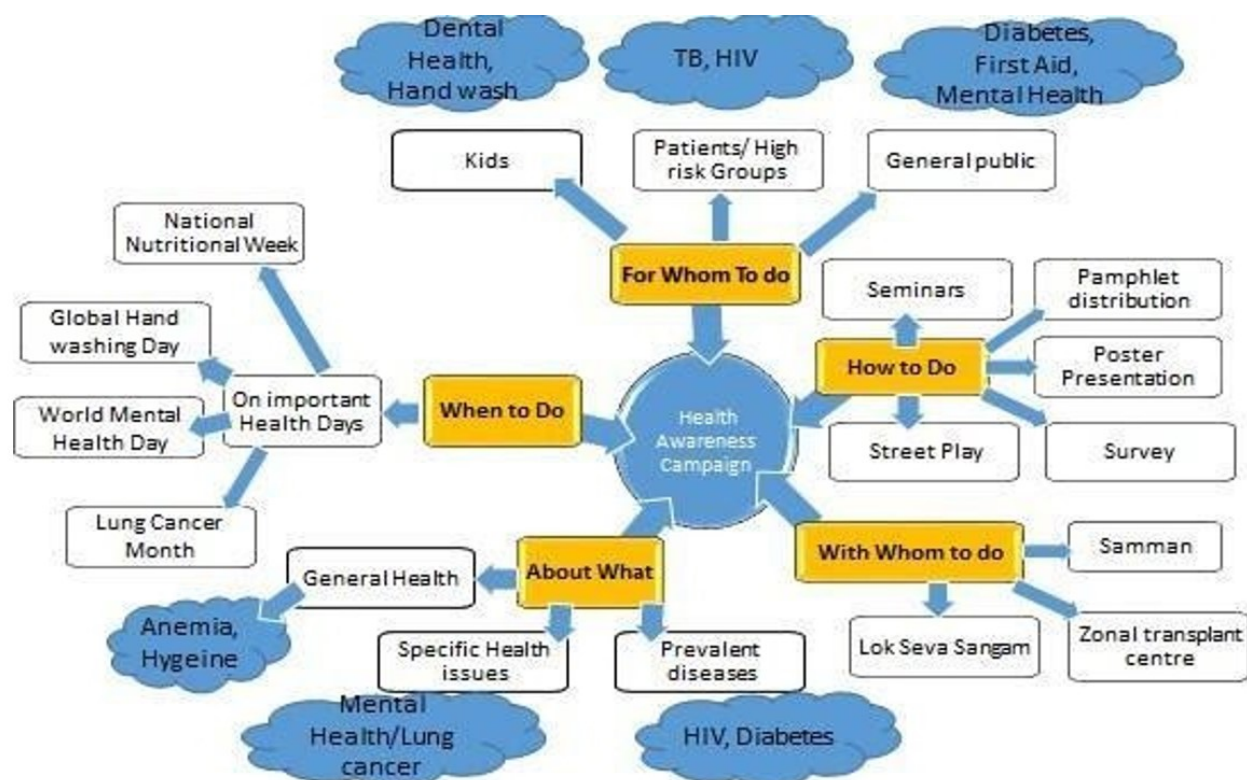 Dental
Health,
Hand wash
TB, HIV
Diabetes,
First Aid,
Mental Health
Kids
Patients/ High
risk Groups
General public
National
Nutritional Week
For Whom To do
Seminars
Pamphlet
distribution
Global Hand
washing Day
How to Do
Poster
Presentation
World Mental
Health Day
On important
Health Days
When to Do
Health
Awareness
Campaign
Street Play
Survey
Lung Cancer
Month
General Health
About What
With Whom to do
Samman
Anemia,
Hygeine
Specific Health
issues
Prevalent
diseases
Lok Seva Sangam
Zonal transplant
centre
Mental
Health/Lung
cancer
HIV, Diabetes